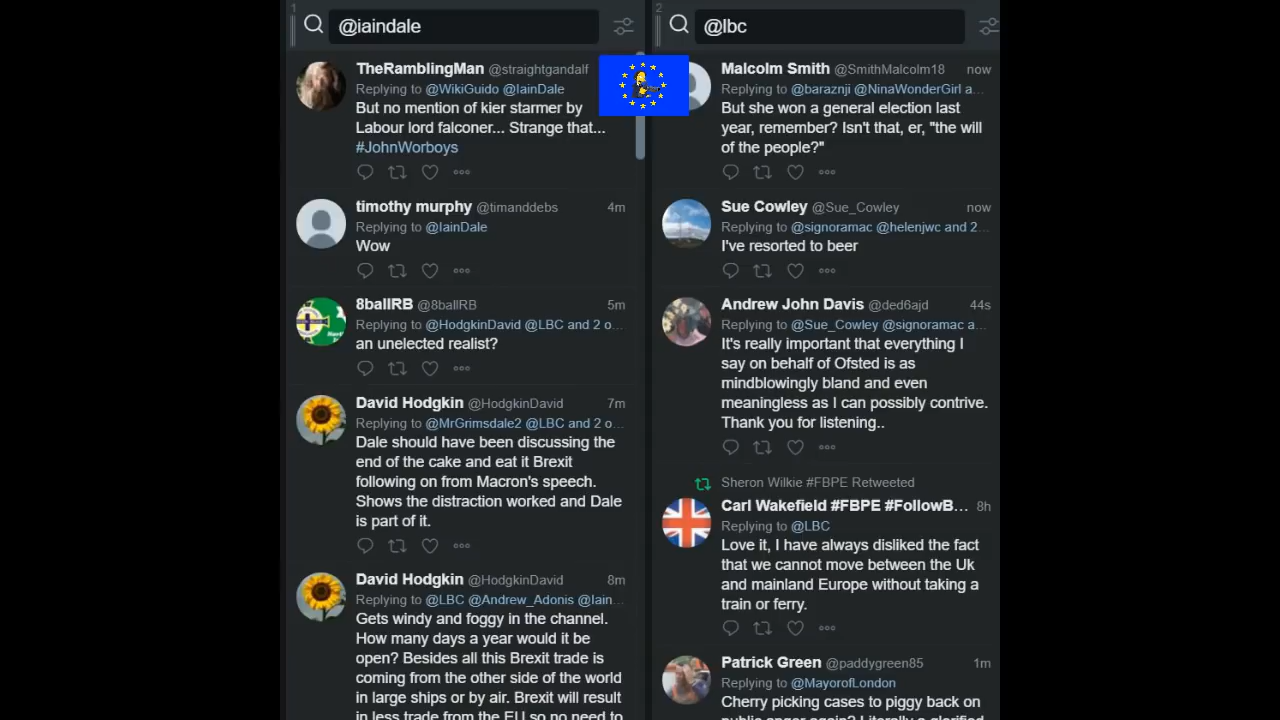 1
@iaindale
TheRamblingMan @straightgandalf
Replying to @WikiGuido @IainDale
But no mention of kier starmer by
Labour lord falconer... Strange that...
#JohnWorboys
timothy murphy @timanddebs 4m
Replying to @IainDale
Wow
8ballRB @8ballRB 5m
Replying to @HodgkinDavid @LBC and 2 o...
an unelected realist?
David Hodgkin @HodgkinDavid 7m
Replying to @MrGrimsdale2 @LBC and 2 o...
Dale should have been discussing the
end of the cake and eat it Brexit
following on from Macron's speech.
Shows the distraction worked and Dale
is part of it.
David Hodgkin @HodgkinDavid 8m
Replying to @LBC @Andrew_Adonis @Iain...
Gets windy and foggy in the channel.
How many days a year would it be
open? Besides all this Brexit trade is
coming from the other side of the world
in large ships or by air. Brexit will result
in less trade from the EU so no need to
2
@lbc
Malcolm Smith @SmithMalcolm18 now
Replying to @baraznji @NinaWonderGirl a...
But she won a general election last
year, remember? Isn't that, er, "the will
of the people?"
Sue Cowley @Sue_Cowley now
Replying to @signoramac @helenjwc and 2...
I've resorted to beer
Andrew John Davis @ded6ajd 44s
Replying to @Sue_Cowley @signoramac a...
It's really important that everything I
say on behalf of Ofsted is as
mindblowingly bland and even
meaningless as I can possibly contrive.
Thank you for listening..
Sheron Wilkie #FBPE Retweeted
Carl Wakefield #FBPE #FollowB... 8h
Replying to @LBC
Love it, I have always disliked the fact
that we cannot move between the Uk
and mainland Europe without taking a
train or ferry.
Patrick Green @paddygreen85 1m
Replying to @MayorofLondon
Cherry picking cases to piggy back on
public anger again? Literally a glorified